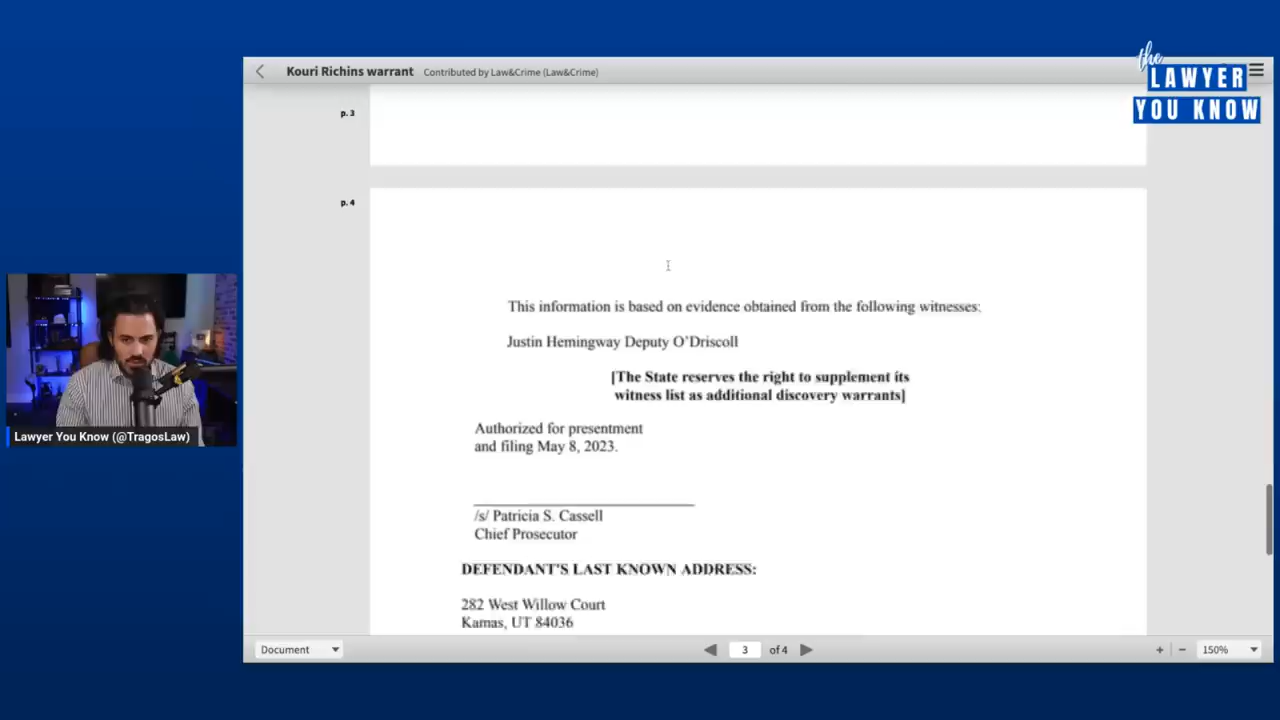 Kouri Richins warrant Contributed by Law&Crime (Law&Crime)
the
LAWYER
YOU KNOW
p. 3
p. 4
This information is based on evidence obtained from the following witnesses:
Justin Hemingway Deputy O’Driscoll
[The State reserves the right to supplement its
witness list as additional discovery warrants]
Authorized for presentment
and filing May 8, 2023.
/s/ Patricia S. Cassell
Chief Prosecutor
DEFENDANT'S LAST KNOWN ADDRESS:
282 West Willow Court
Kamas, UT 84036
Lawyer You Know (@TragosLaw)
Document
3 of 4
+ − 150%